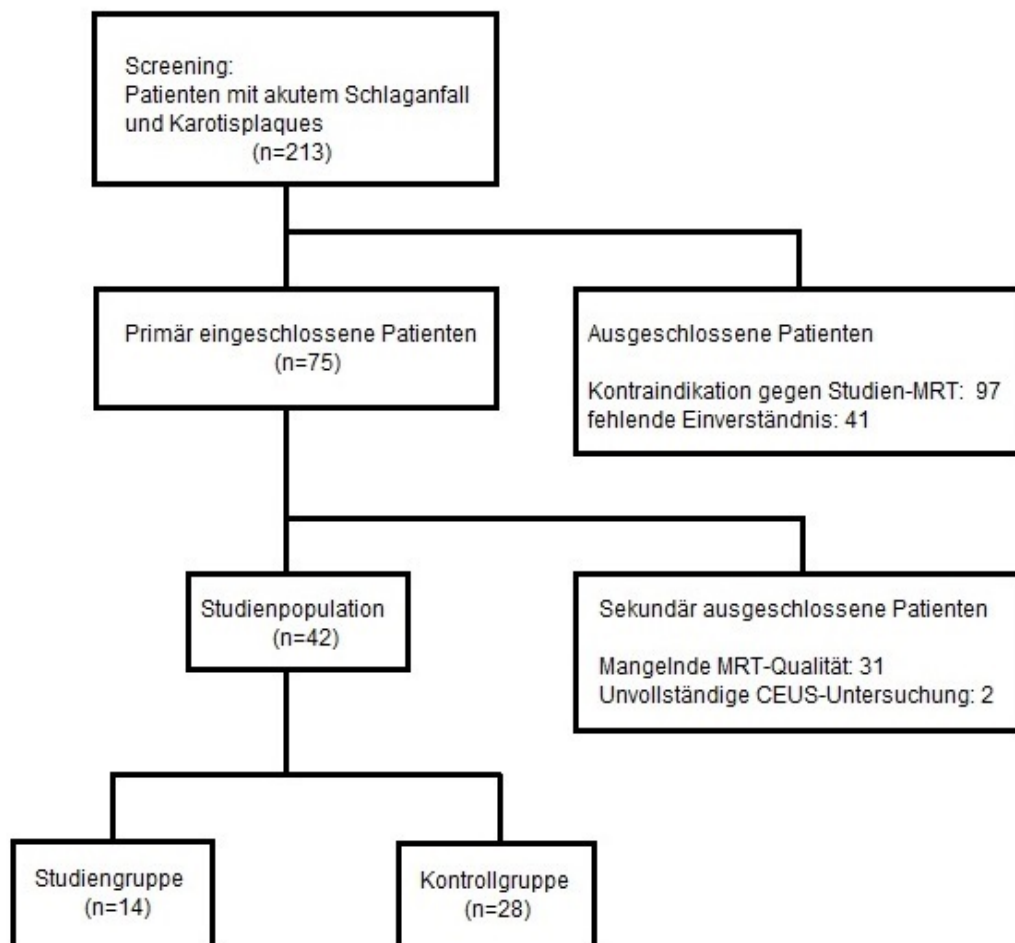 Screening:
Patienten mit akutem Schlaganfall
und Karotisplaques
(n=213)
Primär eingeschlossene Patienten
(n=75)
Ausgeschlossene Patienten
Kontraindikation gegen Studien-MRT: 97
fehlende Einverständnis: 41
Studienpopulation
(n=42)
Sekundär ausgeschlossene Patienten
Mangelnde MRT-Qualität: 31
Unvollständige CEUS-Untersuchung: 2
Studiengruppe
(n=14)
Kontrollgruppe
(n=28)